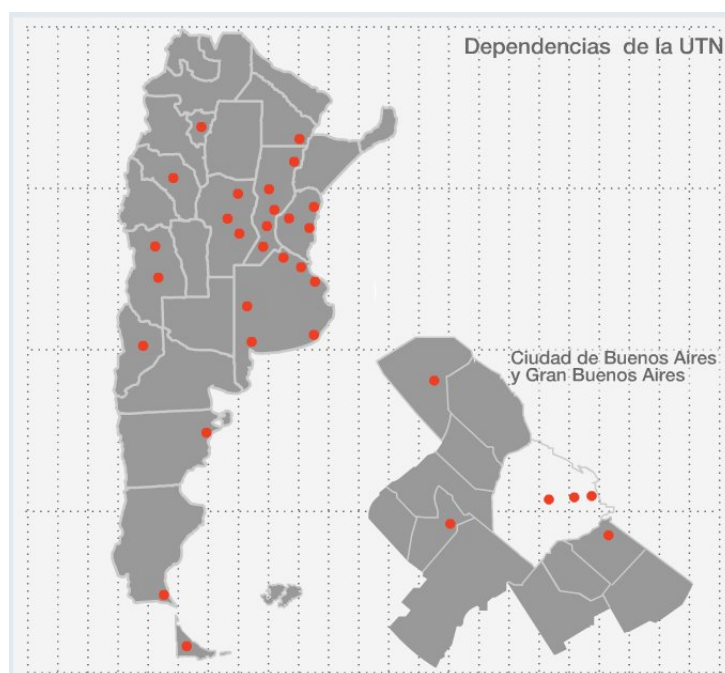 Dependencias de la UTN
Ciudad de Buenos Aires
y Gran Buenos Aires